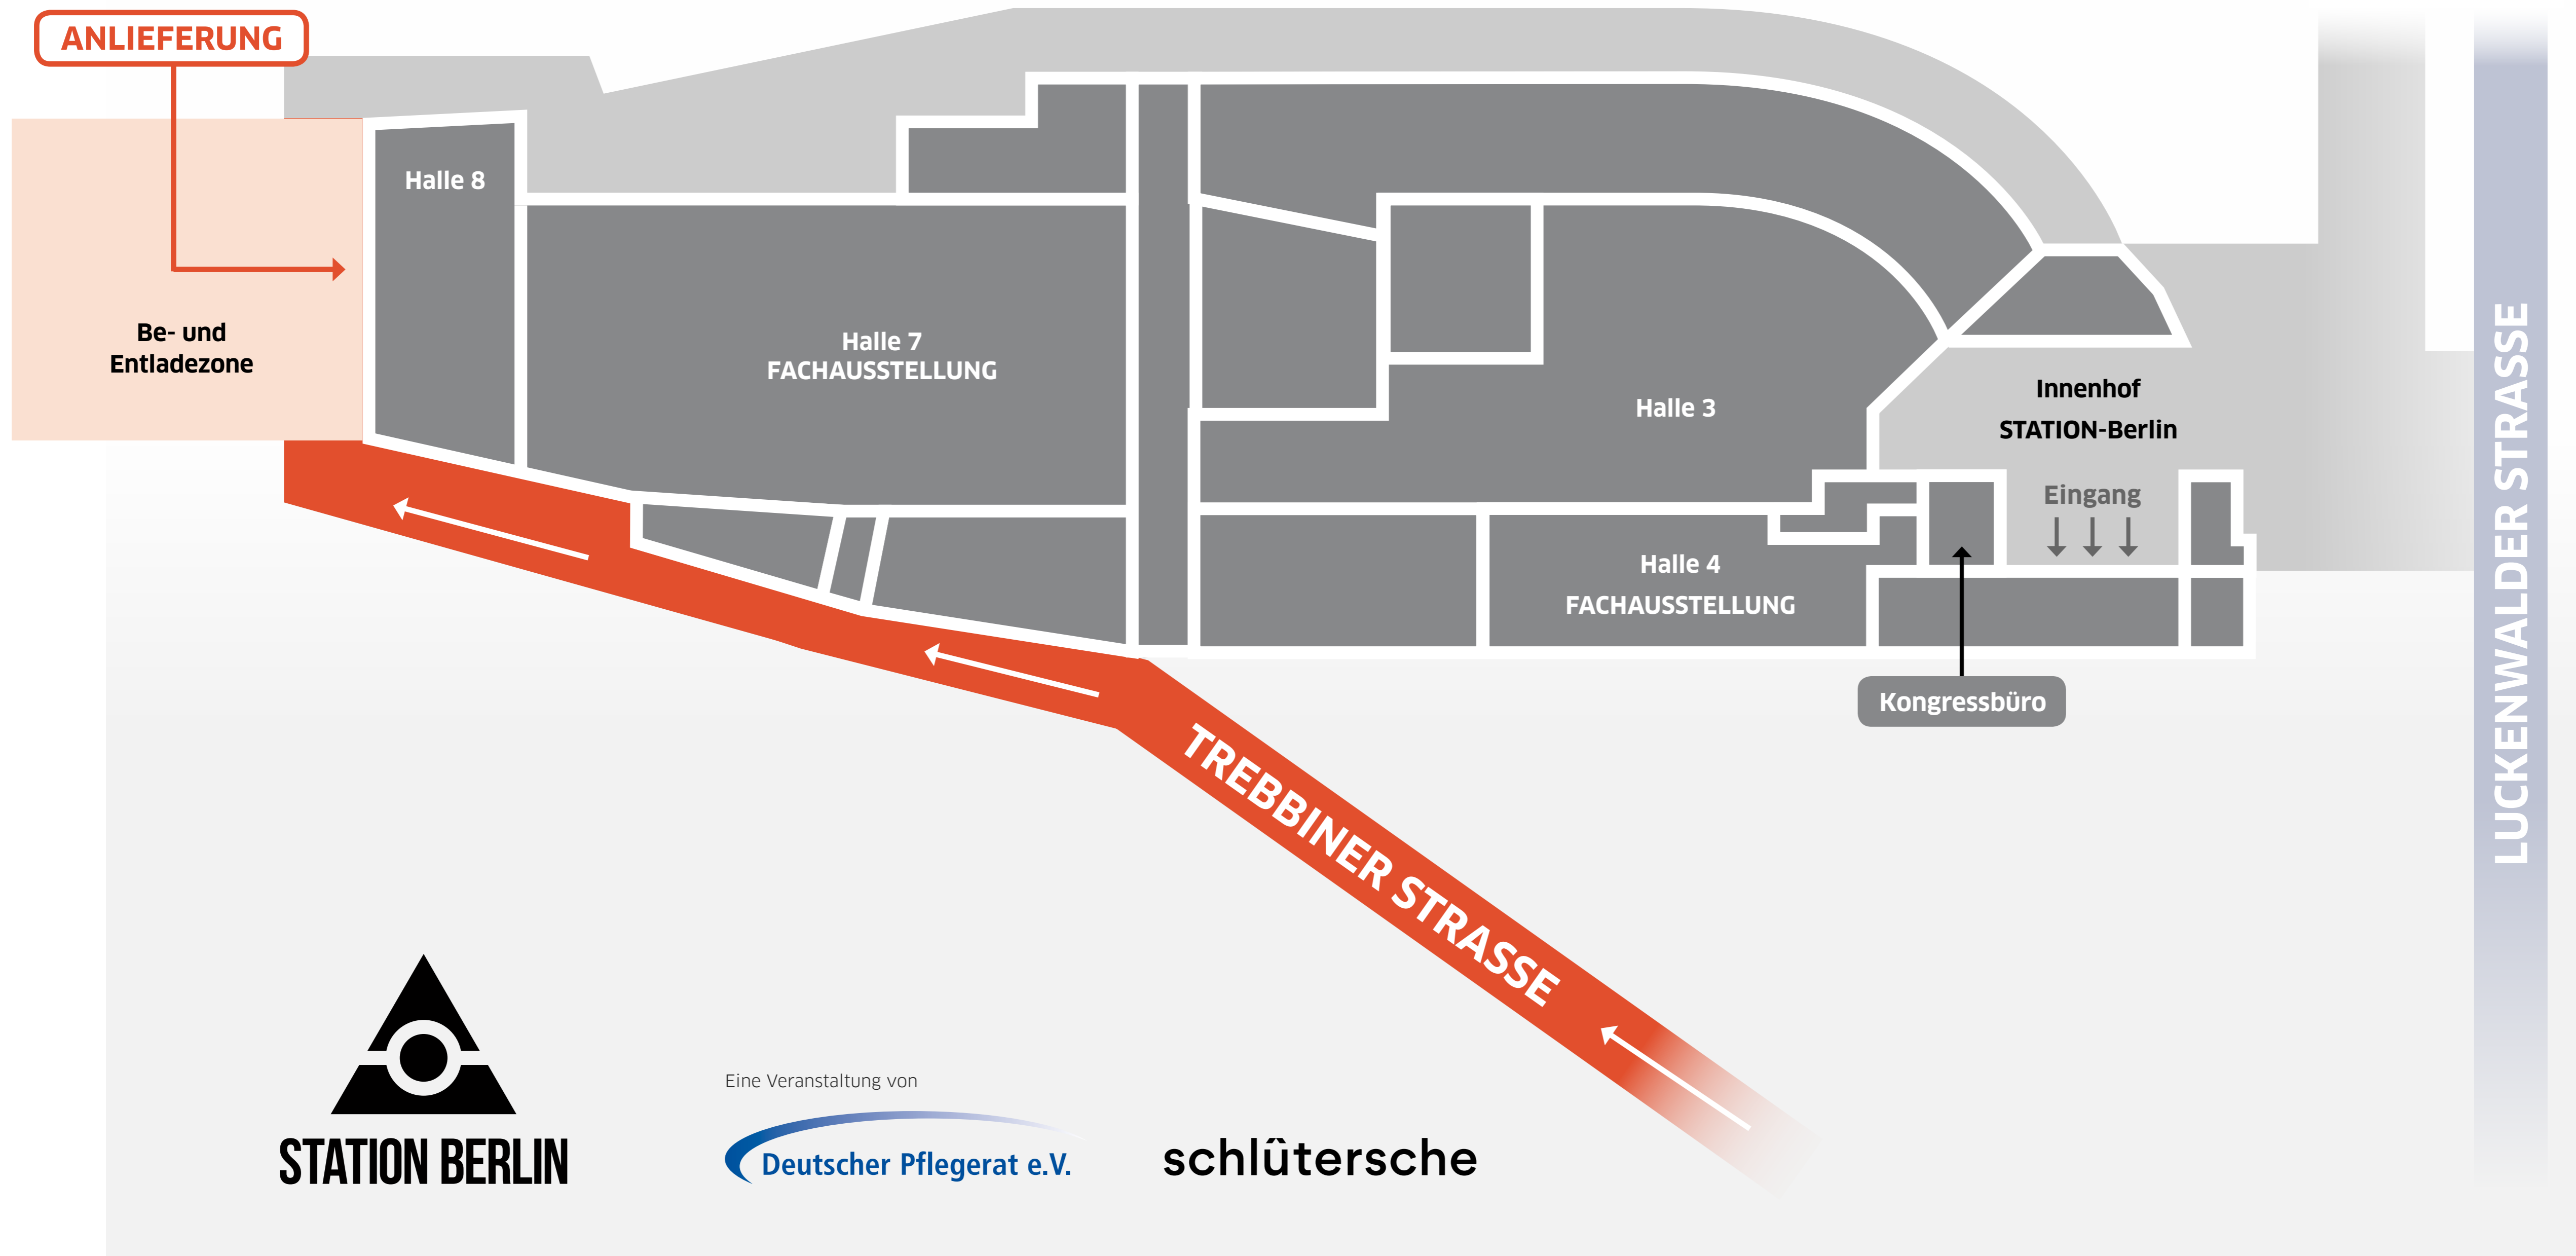 ANLIEFERUNG
Halle 8
Be- und
Entladezone
Halle 7
FACHAUSSTELLUNG
Halle 3
Innenhof
STATION-Berlin
Eingang
Halle 4
FACHAUSSTELLUNG
Kongressbüro
LUCKENWALDER STRASSE
TREBBINER STRASSE
STATION BERLIN
Eine Veranstaltung von
Deutscher Pflegerat e.V.
schlütersche